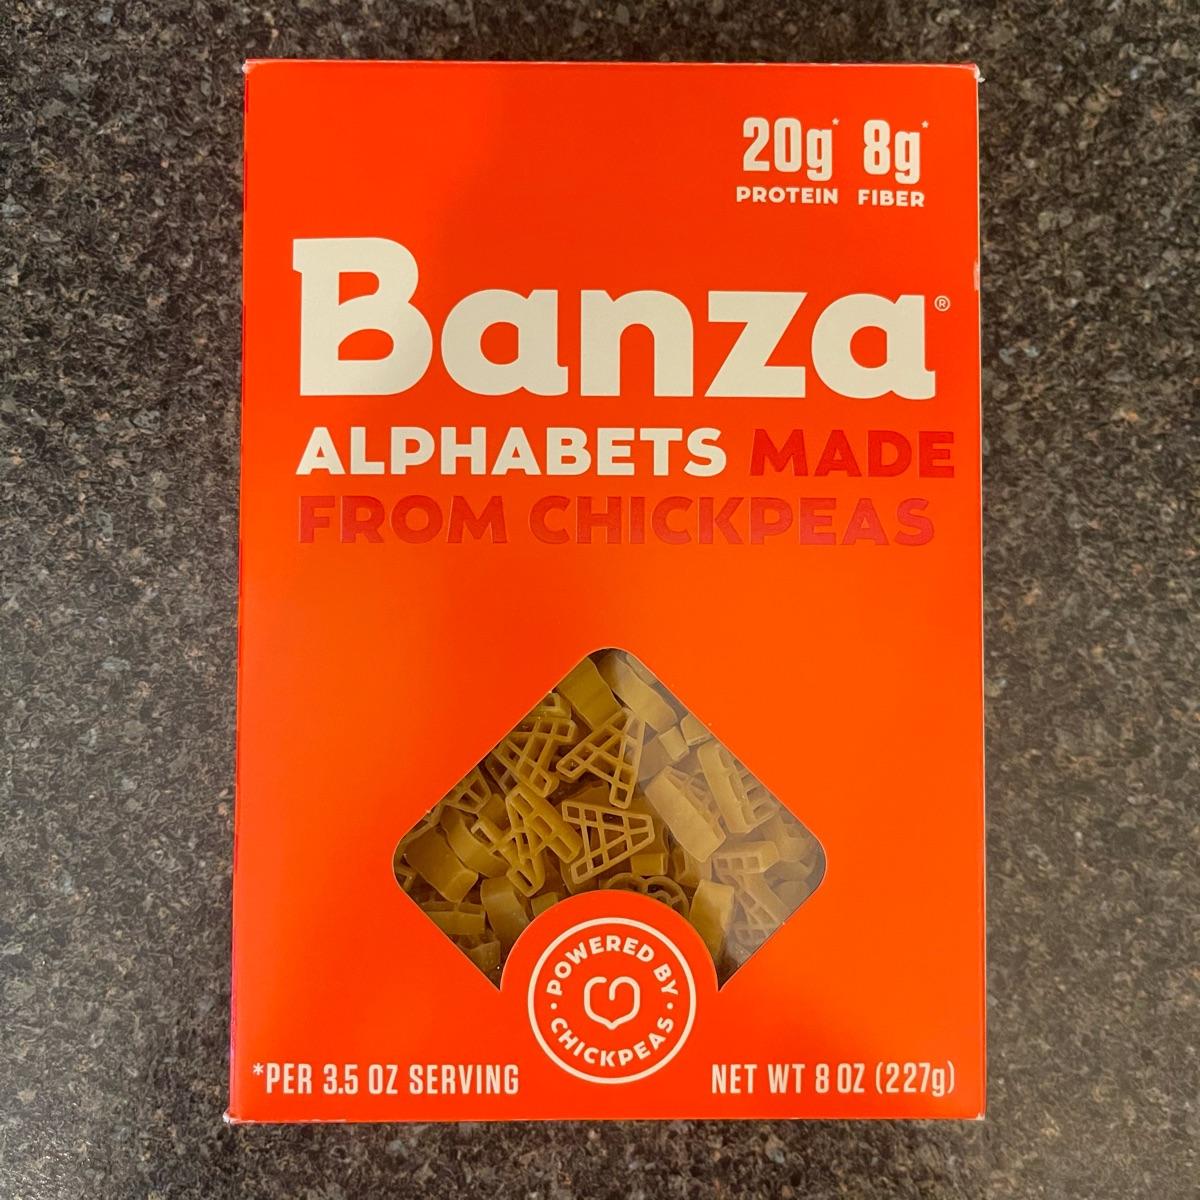 20g* 8g*
PROTEIN FIBER
Banza®
ALPHABETS MADE
FROM CHICKPEAS
· POWERED BY ·
CHICKPEAS
*PER 3.5 OZ SERVING NET WT 8 OZ (227g)